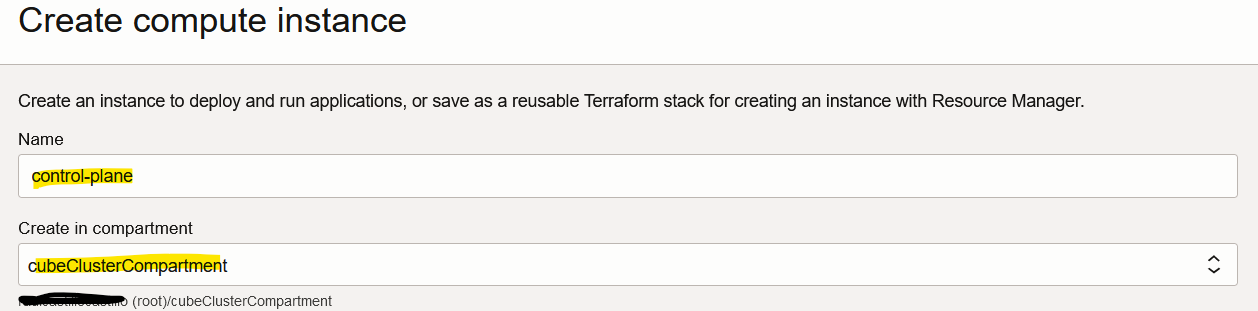 Create compute instance
Create an instance to deploy and run applications, or save as a reusable Terraform stack for creating an instance with Resource Manager.
Name
control-plane
Create in compartment
cubeClusterCompartment
(root)/cubeClusterCompartment